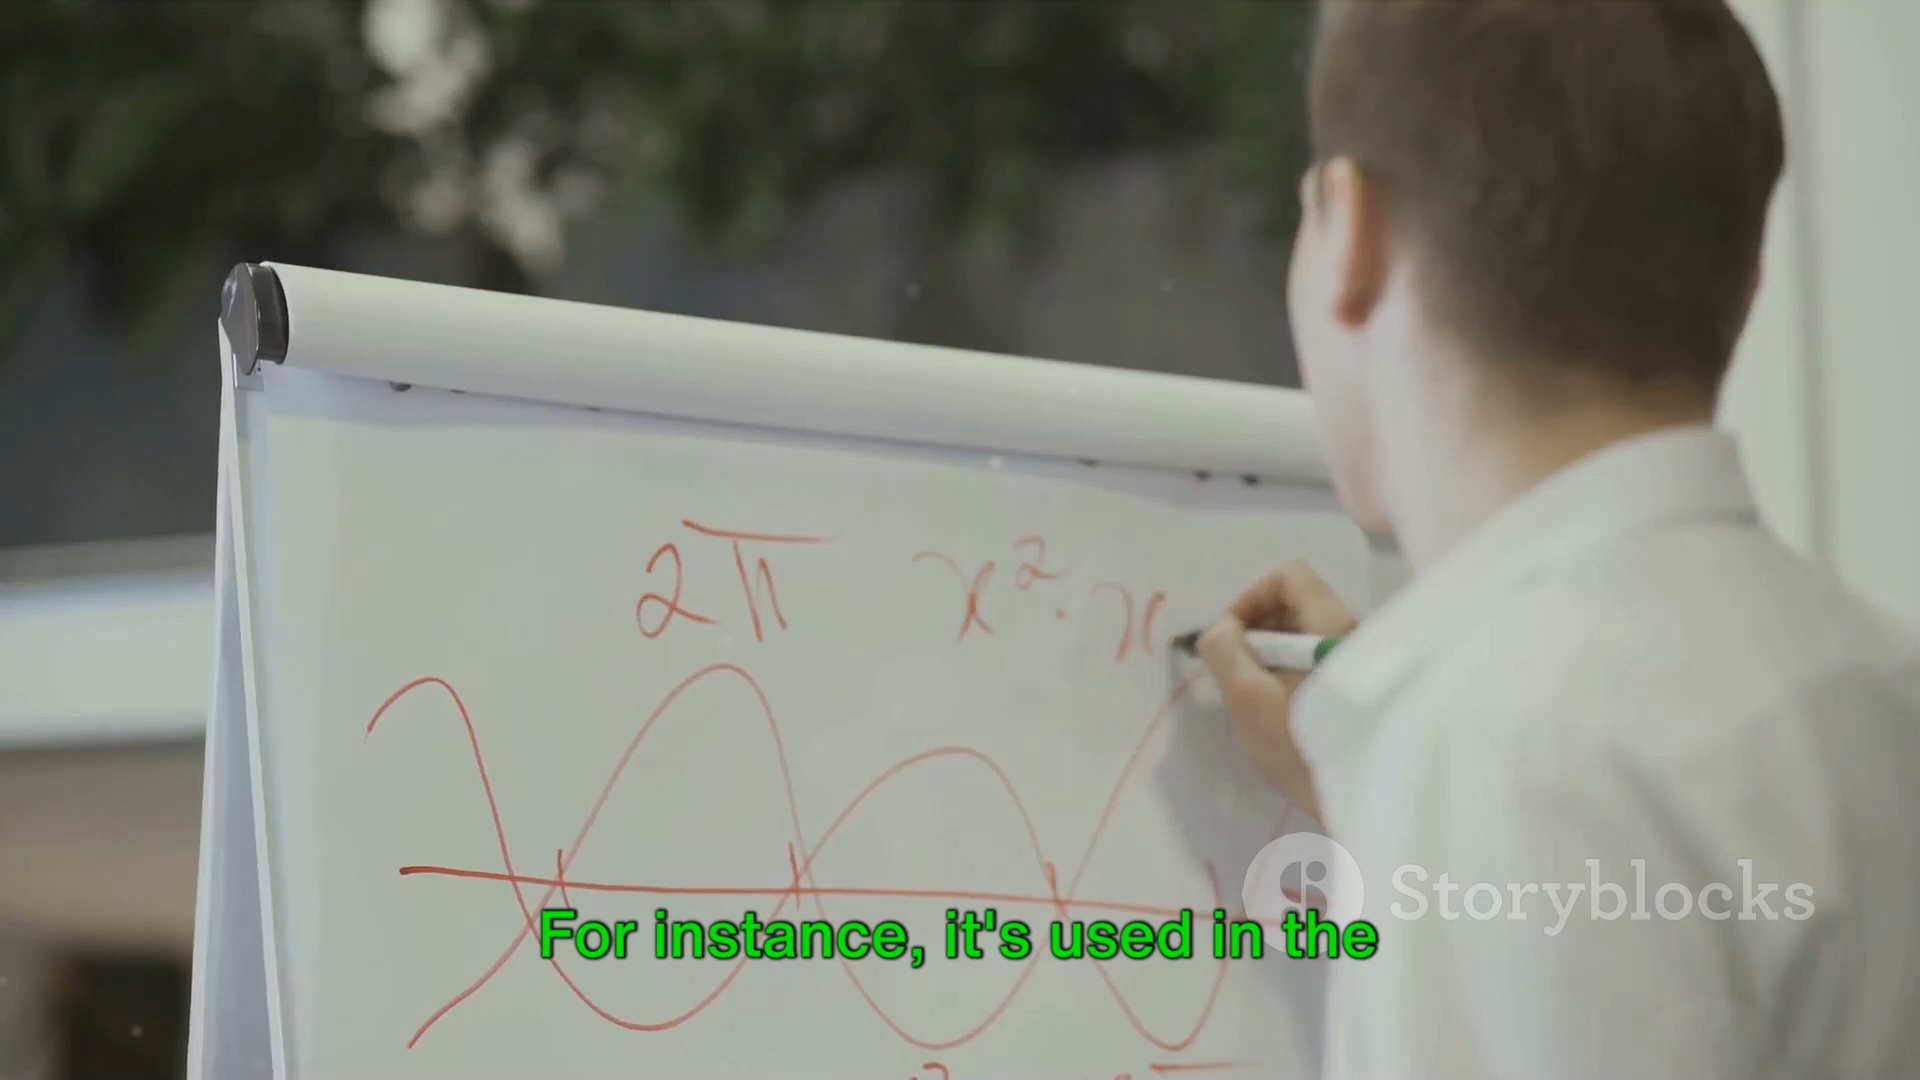 2π x²·x
For instance, it's used in the
Storyblocks